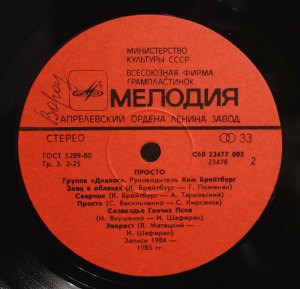 МИНИСТЕРСТВО
КУЛЬТУРЫ СССР
ВСЕСОЮЗНАЯ ФИРМА
ГРАМПЛАСТИНОК
МЕЛОДИЯ
АПРЕЛЕВСКИЙ ОРДЕНА ЛЕНИНА ЗАВОД
СТЕРЕО
33
ГОСТ 5289-80
Гр. 3. 2-25
С60 23477 002
23478
2
ПРОСТО
Группа «Диалог». Руководитель Ким Брейтбург
Заяц в облаках (К. Брейтбург — Г. Поженян)
Сверчок (К. Брейтбург — А. Тарковский)
Просто (С. Васильченко — С. Кирсанов)
Созвездье Гончих Псов
(И. Якушенко — И. Шаферан)
Эверест (В. Матецкий —
И. Шаферан)
Записи 1984—
1985 гг.